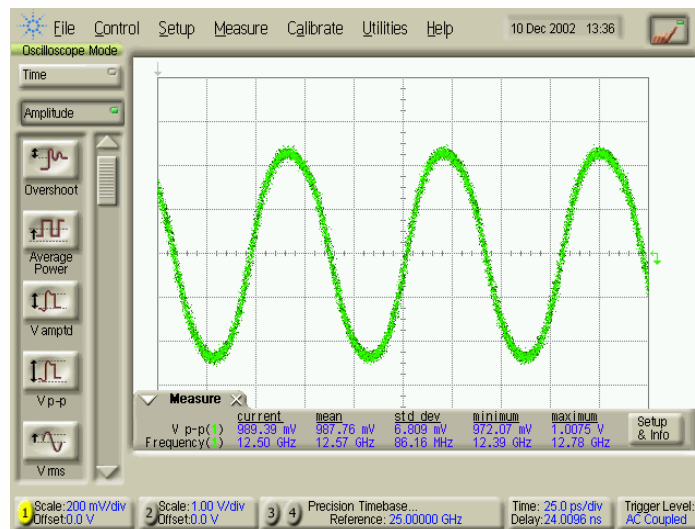 File Control Setup Measure Calibrate Utilities Help 10 Dec 2002 13:36
Oscilloscope Mode
Time
Amplitude
Overshoot
Average
Power
V amptd
V p-p
V rms
Measure
current mean std dev minimum maximum
V p-p(1) 989.39 mV 987.76 mV 6.809 mV 972.07 mV 1.0075 V
Frequency(1) 12.50 GHz 12.57 GHz 86.16 MHz 12.39 GHz 12.78 GHz
Setup
& Info
1 Scale:200 mV/div
Offset:0.0 V
2 Scale:1.00 V/div
Offset:0.0 V
3 4 Precision Timebase...
Reference: 25.00000 GHz
Time: 25.0 ps/div
Delay:24.0096 ns
Trigger Level:
AC Coupled